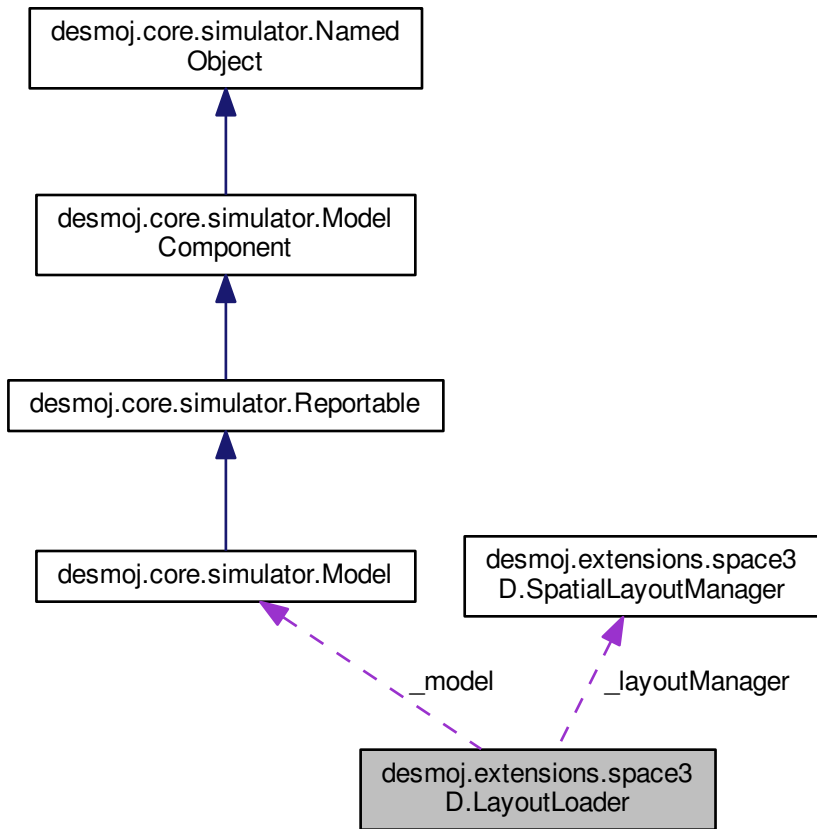 desmoj.core.simulator.Named
Object
desmoj.core.simulator.Model
Component
desmoj.core.simulator.Reportable
desmoj.core.simulator.Model
desmoj.extensions.space3
D.SpatialLayoutManager
_model
_layoutManager
desmoj.extensions.space3
D.LayoutLoader